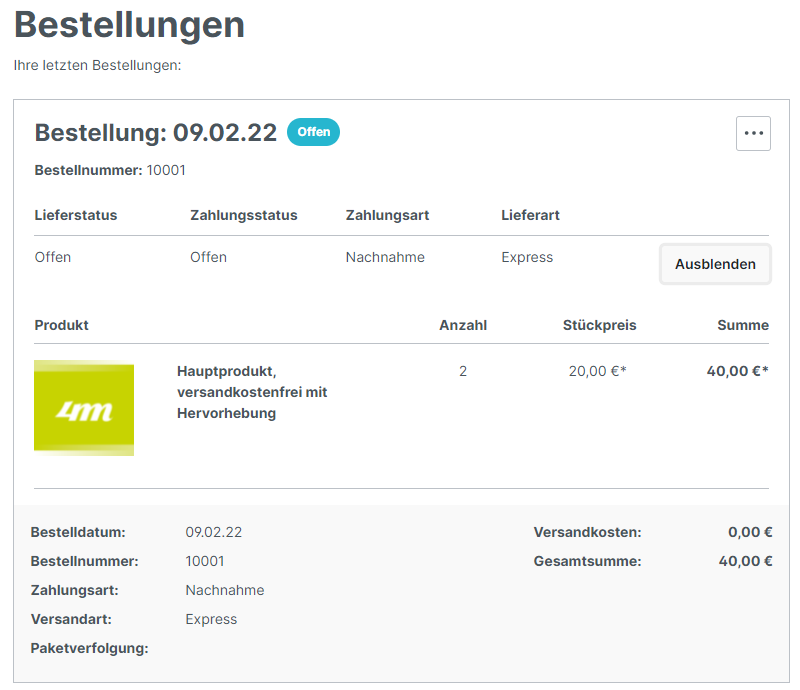 Bestellungen
Ihre letzten Bestellungen:
Bestellung: 09.02.22 Offen
Bestellnummer: 10001
Lieferstatus Zahlungsstatus Zahlungsart Lieferart
Offen Offen Nachnahme Express Ausblenden
Produkt Anzahl Stückpreis Summe
Hauptprodukt, 2 20,00 €* 40,00 €*
versandkostenfrei mit
4m
Hervorhebung
Bestelldatum: 09.02.22 Versandkosten: 0,00 €
Bestellnummer: 10001 Gesamtsumme: 40,00 €
Zahlungsart: Nachnahme
Versandart: Express
Paketverfolgung: